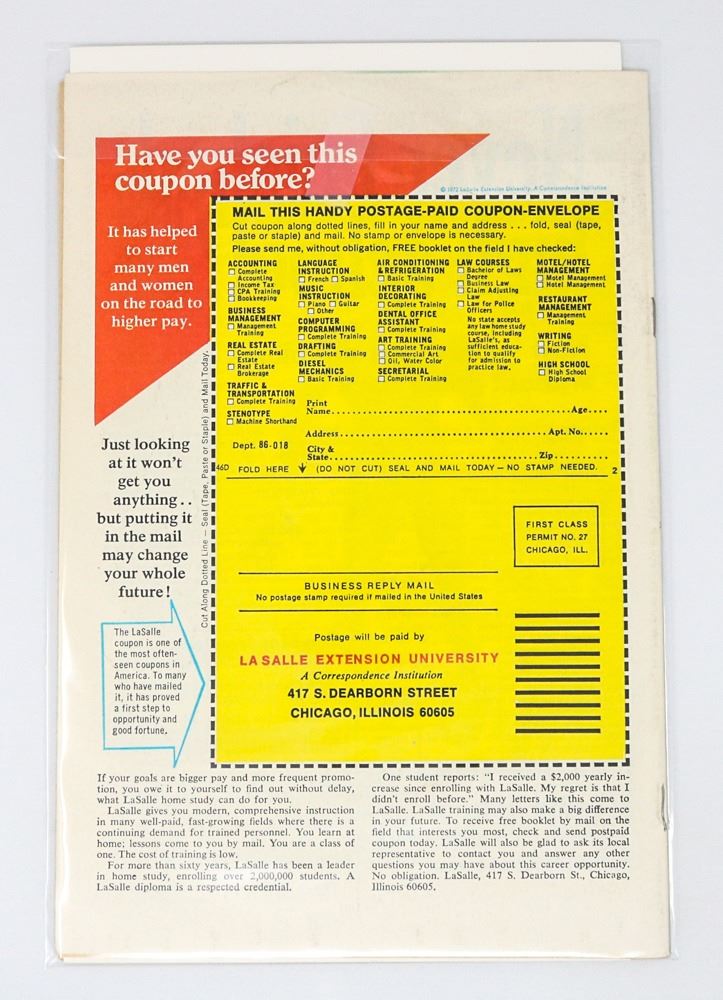 Have you seen this
coupon before?
© 1972 LaSalle Extension University, A Correspondence Institution
It has helped
to start
many men
and women
on the road to
higher pay.
MAIL THIS HANDY POSTAGE-PAID COUPON-ENVELOPE
Cut coupon along dotted lines, fill in your name and address . . . fold, seal (tape,
paste or staple) and mail. No stamp or envelope is necessary.
Please send me, without obligation, FREE booklet on the field I have checked:
ACCOUNTING
☐ Complete
Accounting
☐ Income Tax
☐ CPA Training
☐ Bookkeeping
BUSINESS
MANAGEMENT
☐ Management
Training
REAL ESTATE
☐ Complete Real
Estate
☐ Real Estate
Brokerage
TRAFFIC &
TRANSPORTATION
☐ Complete Training
STENOTYPE
☐ Machine Shorthand
LANGUAGE
INSTRUCTION
☐ French ☐ Spanish
MUSIC
INSTRUCTION
☐ Piano ☐ Guitar
☐ Other
COMPUTER
PROGRAMMING
☐ Complete Training
DRAFTING
☐ Complete Training
DIESEL
MECHANICS
☐ Basic Training
AIR CONDITIONING
& REFRIGERATION
☐ Basic Training
INTERIOR
DECORATING
☐ Complete Training
DENTAL OFFICE
ASSISTANT
☐ Complete Training
ART TRAINING
☐ Complete Training
☐ Commercial Art
☐ Oil, Water Color
SECRETARIAL
☐ Complete Training
LAW COURSES
☐ Bachelor of Laws
Degree
☐ Business Law
☐ Claim Adjusting
Law
☐ Law for Police
Officers
No state accepts
any law home study
course, including
LaSalle's, as
sufficient educa-
tion to qualify
for admission to
practice law.
MOTEL/HOTEL
MANAGEMENT
☐ Motel Management
☐ Hotel Management
RESTAURANT
MANAGEMENT
☐ Management
Training
WRITING
☐ Fiction
☐ Non-Fiction
HIGH SCHOOL
☐ High School
Diploma
Print
Name.......... Age....
Address.......... Apt. No.....
Dept. 86-018
City &
State.......... Zip..........
46D FOLD HERE ↓ (DO NOT CUT) SEAL AND MAIL TODAY — NO STAMP NEEDED. 2
Cut Along Dotted Line — Seal (Tape, Paste or Staple) and Mail Today.
Just looking
at it won't
get you
anything . .
but putting it
in the mail
may change
your whole
future!
The LaSalle
coupon is one of
the most often-
seen coupons in
America. To many
who have mailed
it, it has proved
a first step to
opportunity and
good fortune.
FIRST CLASS
PERMIT NO. 27
CHICAGO, ILL.
BUSINESS REPLY MAIL
No postage stamp required if mailed in the United States
Postage will be paid by
LA SALLE EXTENSION UNIVERSITY
A Correspondence Institution
417 S. DEARBORN STREET
CHICAGO, ILLINOIS 60605
If your goals are bigger pay and more frequent promo-
tion, you owe it to yourself to find out without delay,
what LaSalle home study can do for you.
LaSalle gives you modern, comprehensive instruction
in many well-paid, fast-growing fields where there is a
continuing demand for trained personnel. You learn at
home; lessons come to you by mail. You are a class of
one. The cost of training is low.
For more than sixty years, LaSalle has been a leader
in home study, enrolling over 2,000,000 students. A
LaSalle diploma is a respected credential.
One student reports: "I received a $2,000 yearly in-
crease since enrolling with LaSalle. My regret is that I
didn't enroll before." Many letters like this come to
LaSalle. LaSalle training may also make a big difference
in your future. To receive free booklet by mail on the
field that interests you most, check and send postpaid
coupon today. LaSalle will also be glad to ask its local
representative to contact you and answer any other
questions you may have about this career opportunity.
No obligation. LaSalle, 417 S. Dearborn St., Chicago,
Illinois 60605.